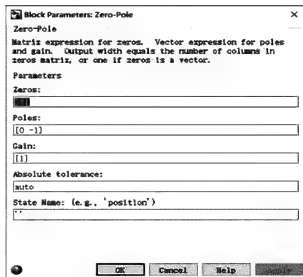 Block Parameters: Zero-Pole
Zero-Pole
Matrix expression for zeros. Vector expression for poles
and gain. Output width equals the number of columns in
zeros matrix, or one if zeros is a vector.
Parameters
Zeros:
Poles:
[0 -1]
Gain:
[1]
Absolute tolerance:
auto
State Name: (e.g., 'position')
''
OK Cancel Help Apply